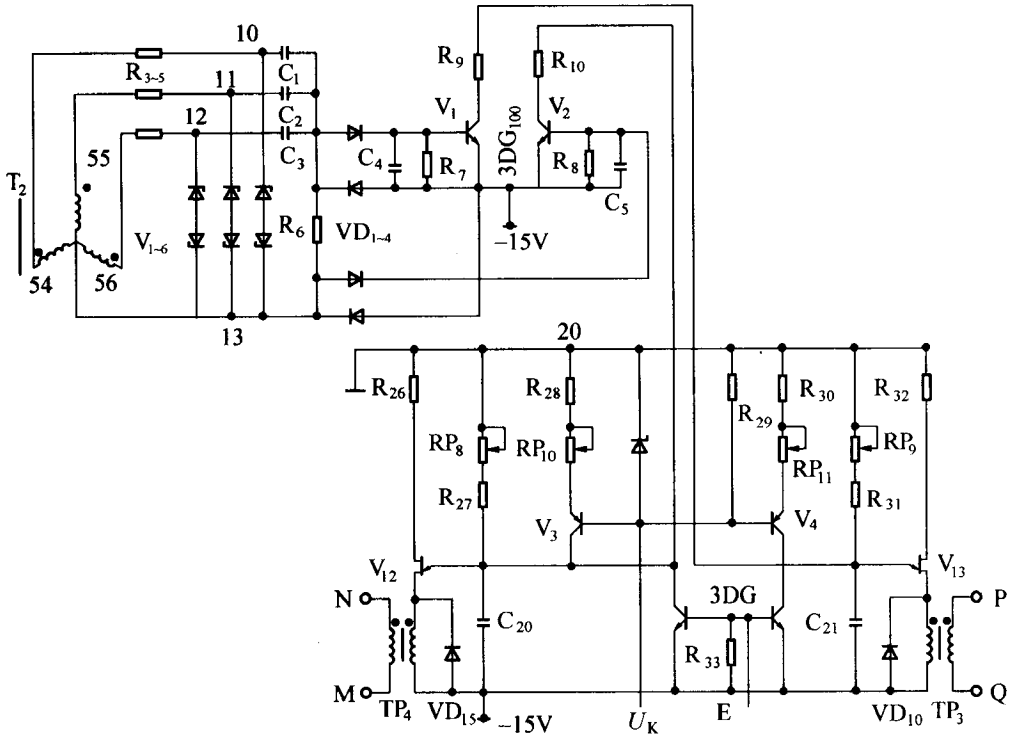 10
R₉
R₁₀
R₃~₅
11
C₁
V₁
V₂
12
C₂
3DG₁₀₀
C₃
C₄
R₇
R₈
55
C₅
T₂
−15V
V₁~₆
R₆
VD₁~₄
54
56
13
20
R₂₆
R₂₈
R₂₉
R₃₀
R₃₂
RP₈
RP₁₀
RP₁₁
RP₉
R₂₇
R₃₁
V₃
V₄
V₁₂
V₁₃
N
3DG
P
C₂₀
C₂₁
R₃₃
M
Q
TP₄
VD₁₅
−15V
U_K
E
VD₁₀
TP₃